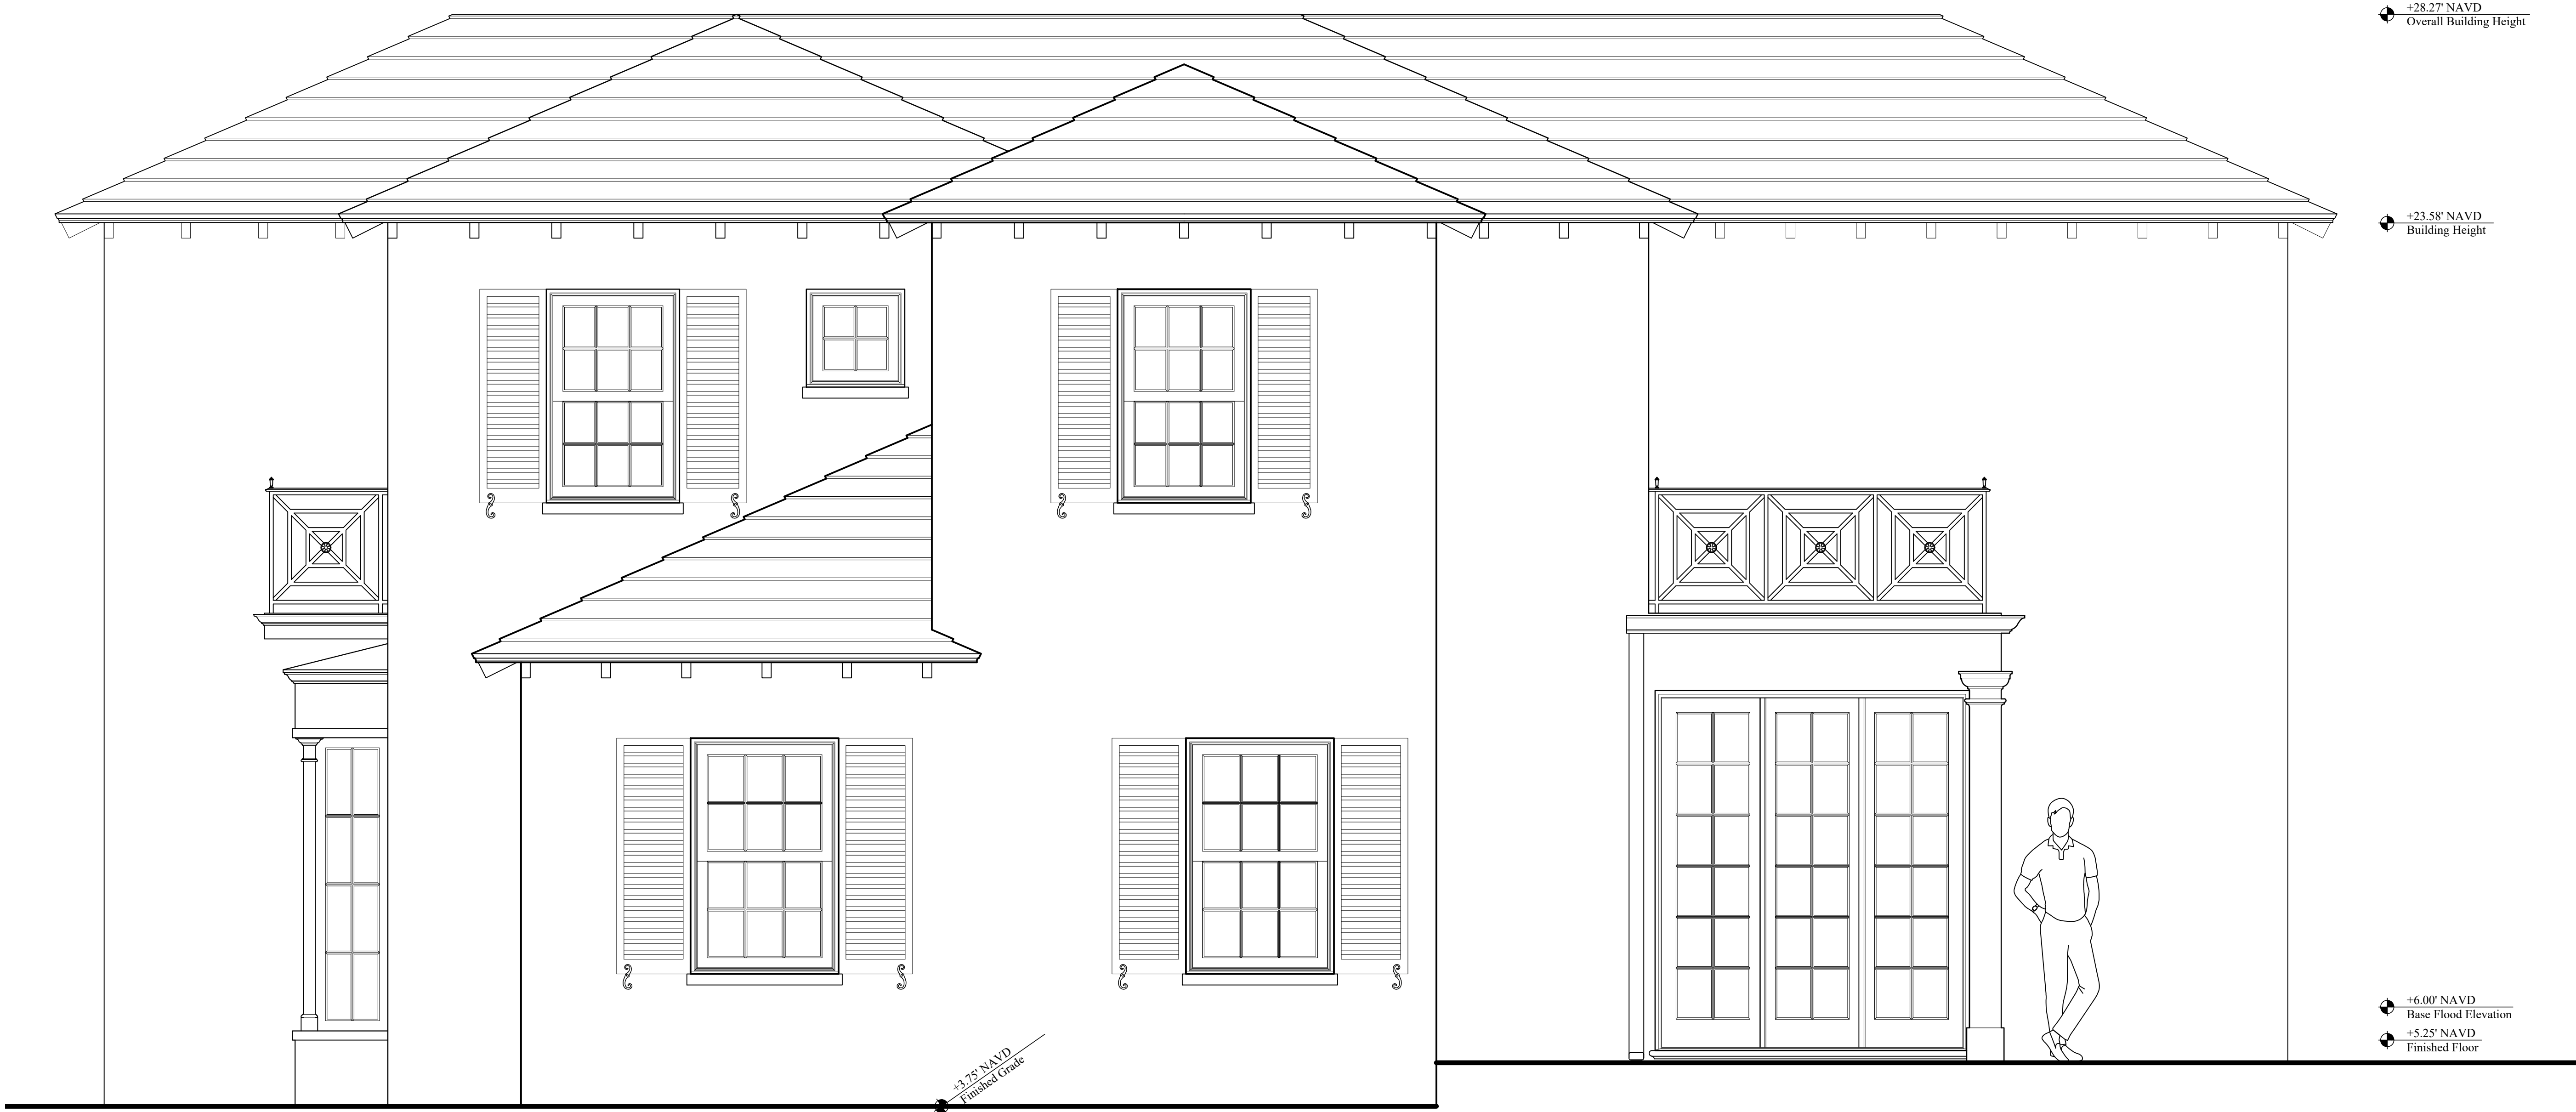 +28.27' NAVD
Overall Building Height
+23.58' NAVD
Building Height
+6.00' NAVD
Base Flood Elevation
+5.25' NAVD
Finished Floor
+3.75' NAVD
Finished Grade